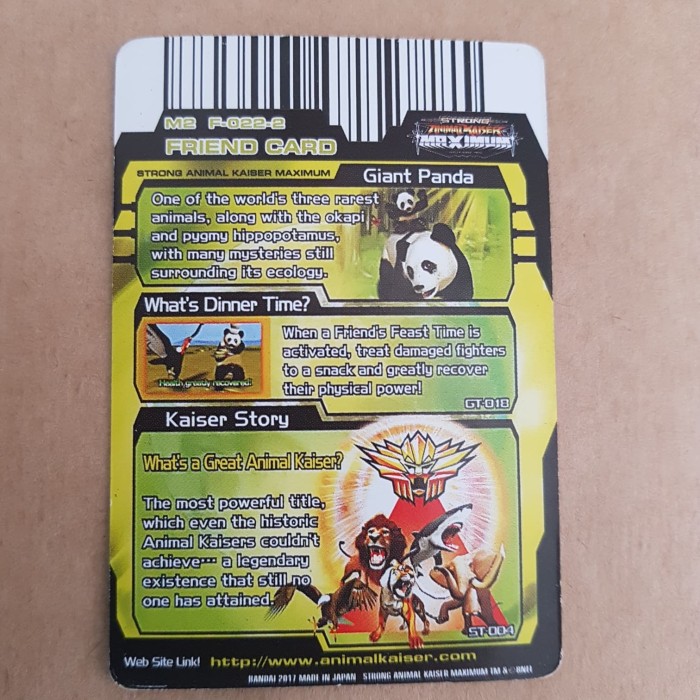 M2 F-022-2
FRIEND CARD
STRONG
ANIMAL KAISER
MAXIMUM
STRONG ANIMAL KAISER MAXIMUM
Giant Panda
One of the world's three rarest
animals, along with the okapi
and pygmy hippopotamus,
with many mysteries still
surrounding its ecology.
What's Dinner Time?
Health greatly recovered!
When a Friend's Feast Time is
activated, treat damaged fighters
to a snack and greatly recover
their physical power!
GT-018
Kaiser Story
What's a Great Animal Kaiser?
The most powerful title,
which even the historic
Animal Kaisers couldn't
achieve… a legendary
existence that still no
one has attained.
ST-004
Web Site Link! http://www.animalkaiser.com
BANDAI 2017 MADE IN JAPAN STRONG ANIMAL KAISER MAXIMUM TM & ©BNEI